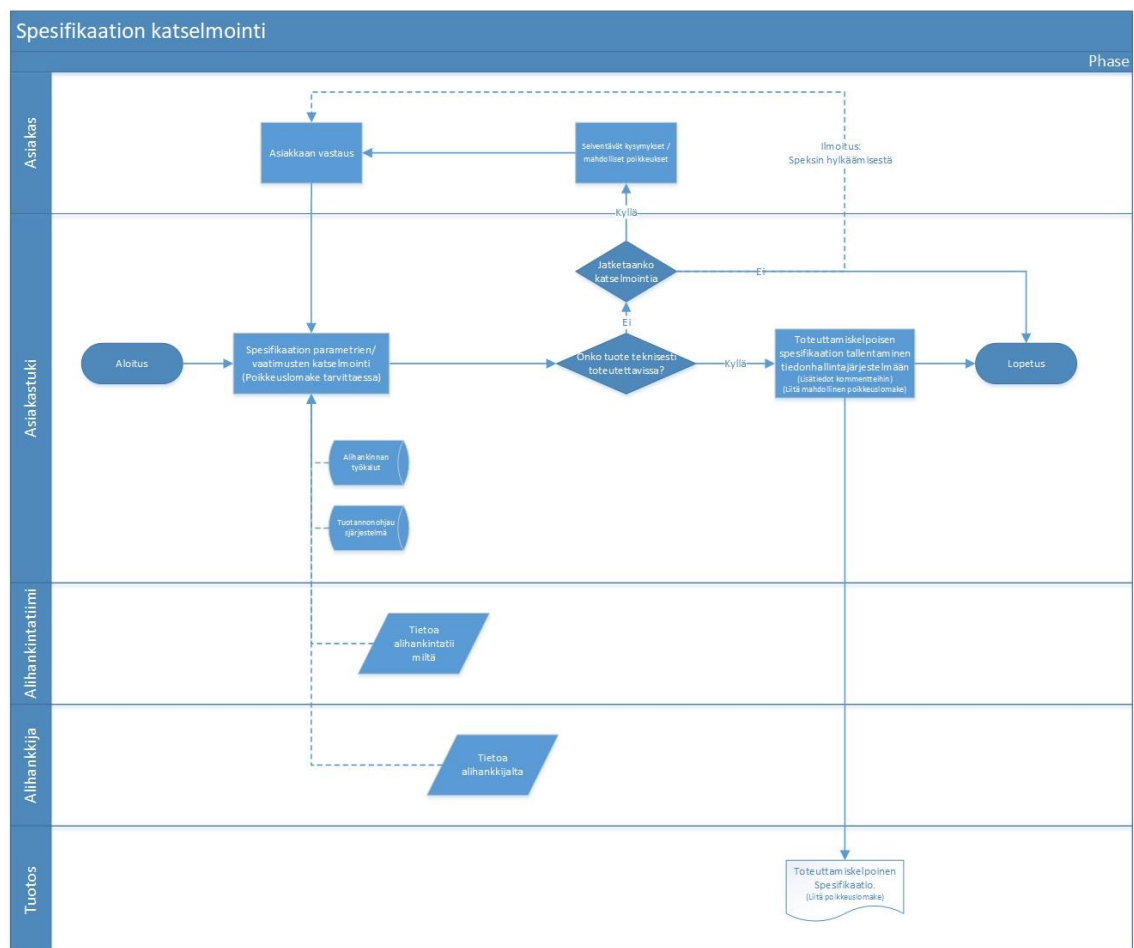 Spesifikaation katselmointi
Phase
Asiakas
Asiakkaan vastaus
Selventävät kysymykset /
mahdolliset poikkeukset
Ilmoitus:
Speksin hylkäämisestä
Kyllä
Asiakastuki
Jatketaanko
katselmointia
Ei
Ei
Aloitus
Spesifikaation parametrien/
vaatimusten katselmointi
(Poikkeuslomake tarvittaessa)
Onko tuote teknisesti
toteutettavissa?
Kyllä
Toteuttamiskelpoisen
spesifikaation tallentaminen
tiedonhallintajärjestelmään
(Lisätiedot kommentteihin)
(Liitä mahdollinen poikkeuslomake)
Lopetus
Alihankinnan
työkalut
Tuotannonohjau
sjärjestelmä
Alihankintatiimi
Tietoa
alihankintatii
miltä
Alihankkija
Tietoa
alihankkijalta
Tuotos
Toteuttamiskelpoinen
Spesifikaatio.
(Liitä poikkeuslomake)